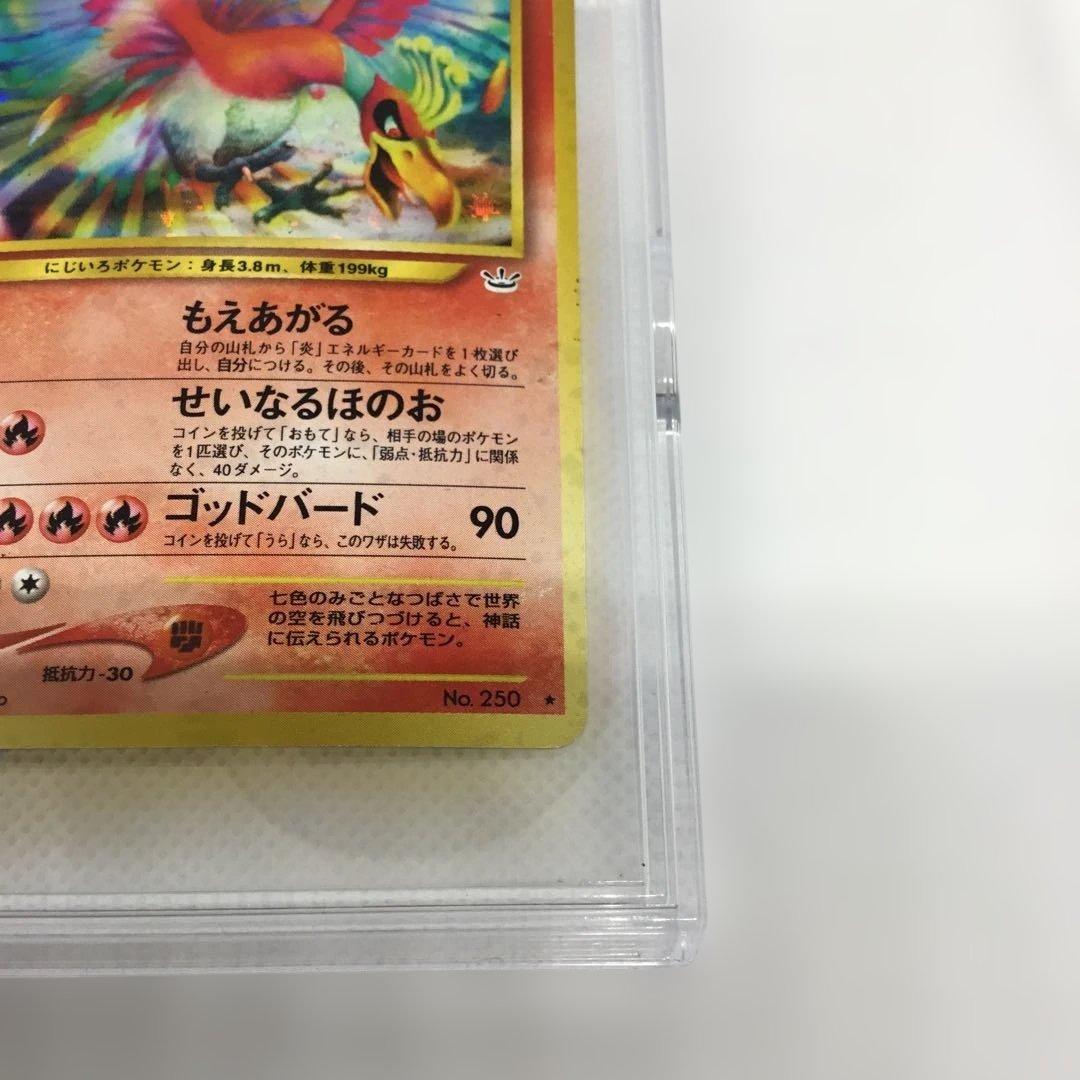 にじいろポケモン：身長3.8m、体重199kg
もえあがる
自分の山札から「炎」エネルギーカードを1枚選び
出し、自分につける。その後、その山札をよく切る。
せいなるほのお
コインを投げて「おもて」なら、相手の場のポケモン
を1匹選び、そのポケモンに、「弱点・抵抗力」に関係
なく、40ダメージ。
ゴッドバード 90
コインを投げて「うら」なら、このワザは失敗する。
七色のみごとなつばさで世界
の空を飛びつづけると、神話
に伝えられるポケモン。
抵抗力 -30
No. 250 ★